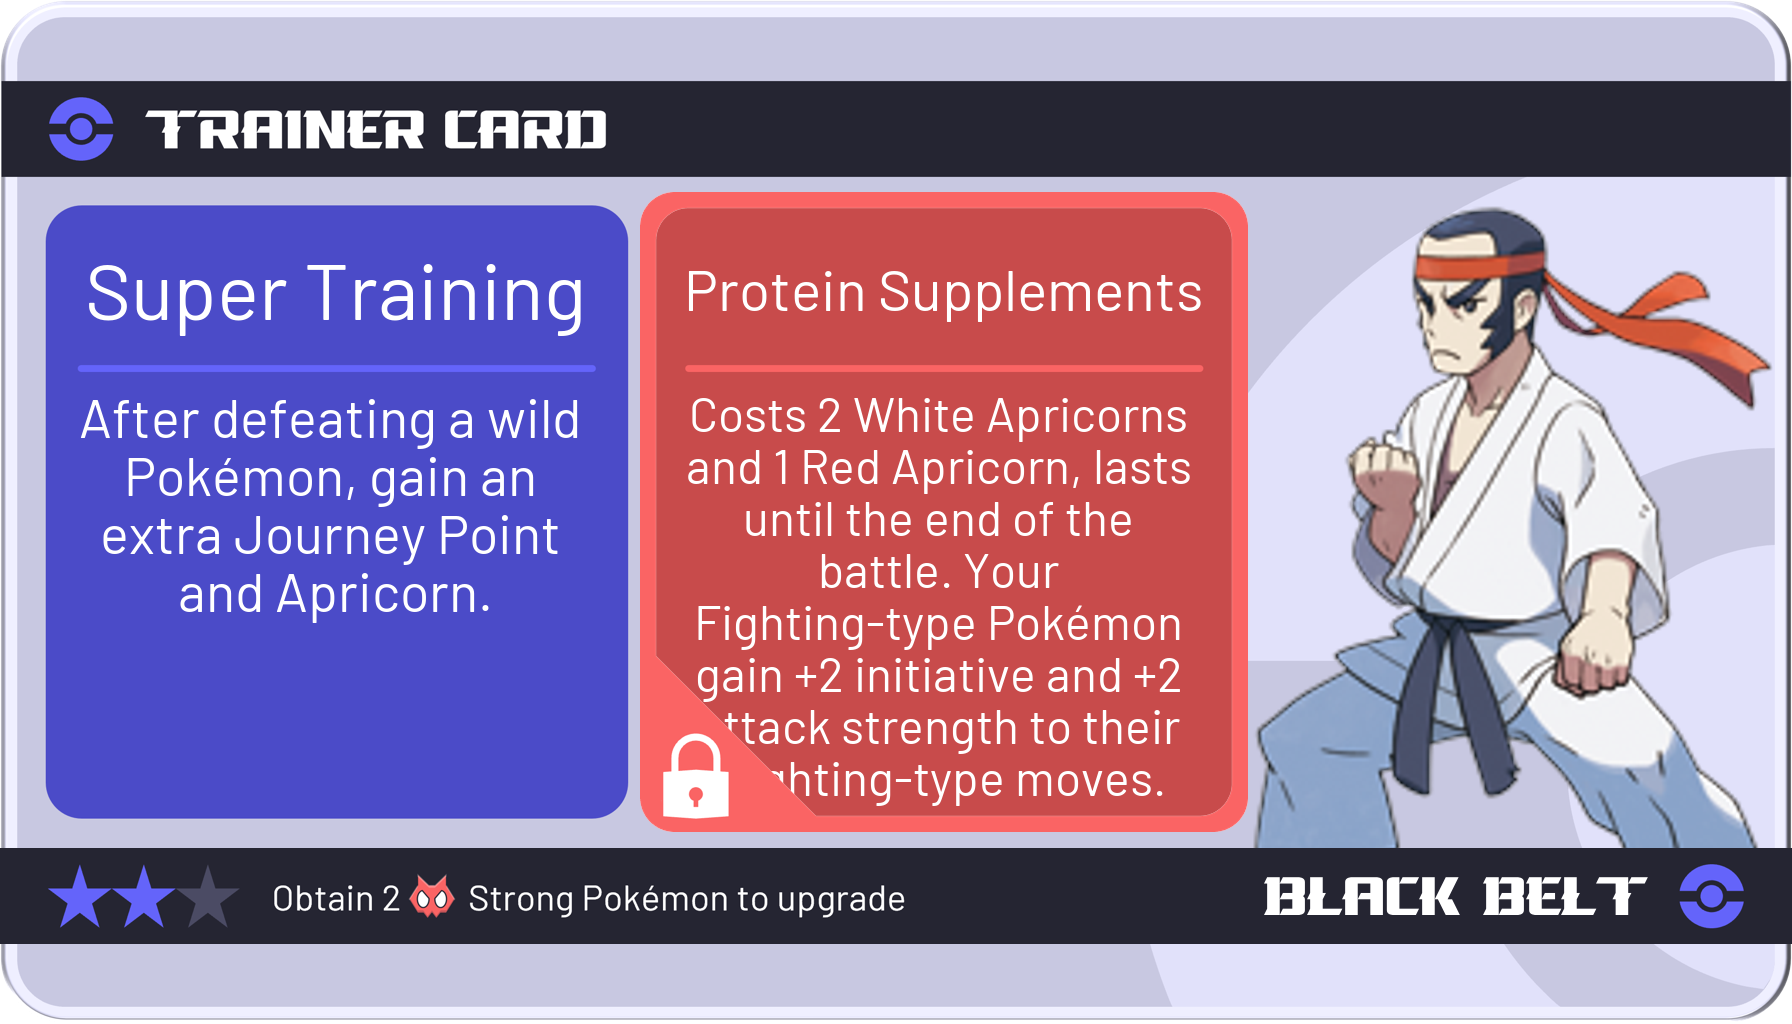 TRAINER CARD
Super Training
After defeating a wild
Pokémon, gain an
extra Journey Point
and Apricorn.
Protein Supplements
Costs 2 White Apricorns
and 1 Red Apricorn, lasts
until the end of the
battle. Your
Fighting-type Pokémon
gain +2 initiative and +2
ttack strength to their
ghting-type moves.
Obtain 2 Strong Pokémon to upgrade
BLACK BELT